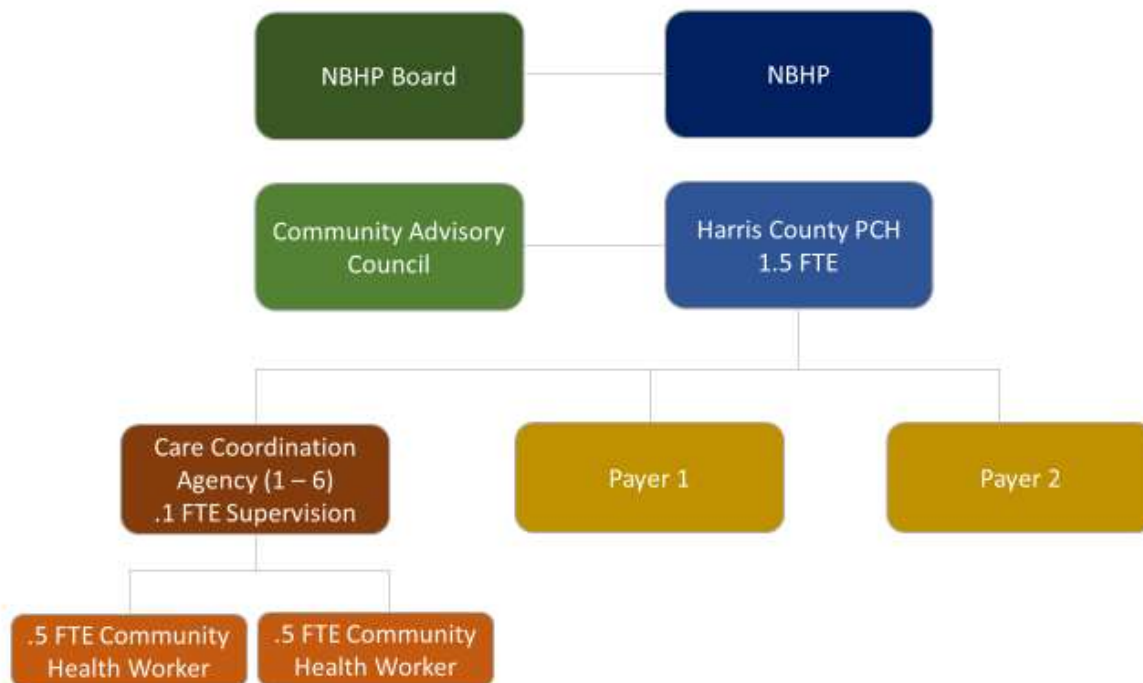 NBHP Board
NBHP
Community Advisory
Council
Harris County PCH
1.5 FTE
Care Coordination
Agency (1 – 6)
.1 FTE Supervision
Payer 1
Payer 2
.5 FTE Community
Health Worker
.5 FTE Community
Health Worker